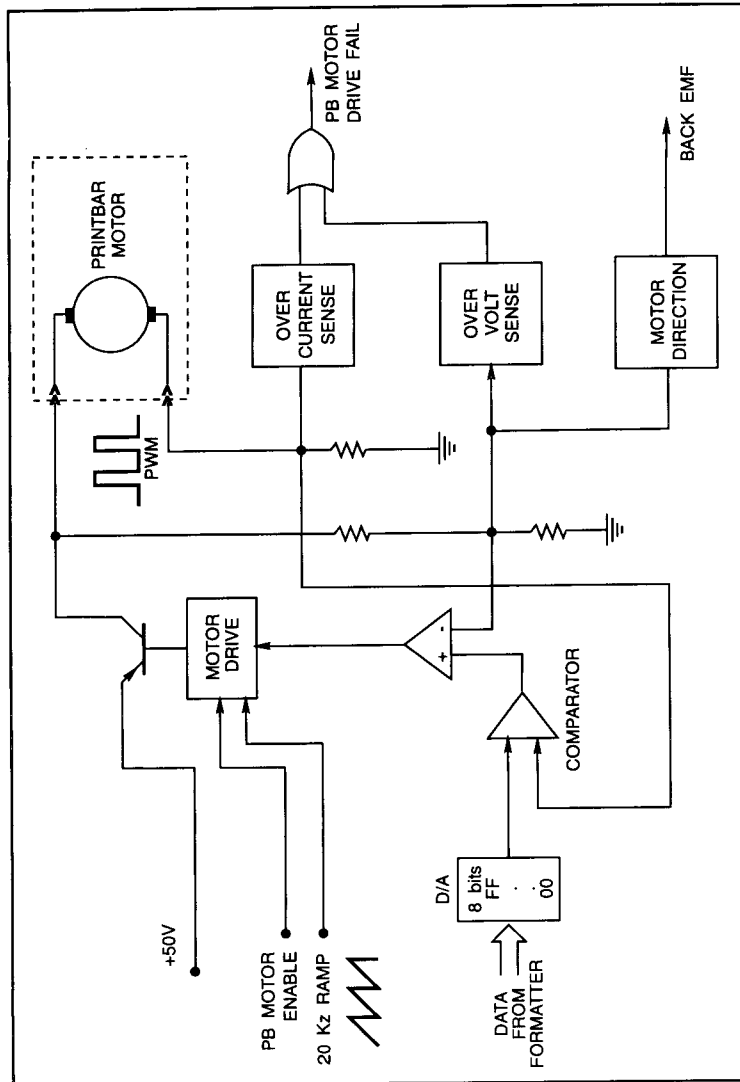 +50V
PB MOTOR
ENABLE
20 Kz RAMP
DATA
FROM
FORMATTER
D/A
8 bits
FF
.
.
00
COMPARATOR
MOTOR
DRIVE
+
-
PWM
PRINTBAR
MOTOR
OVER
CURRENT
SENSE
OVER
VOLT
SENSE
MOTOR
DIRECTION
PB MOTOR
DRIVE FAIL
BACK EMF